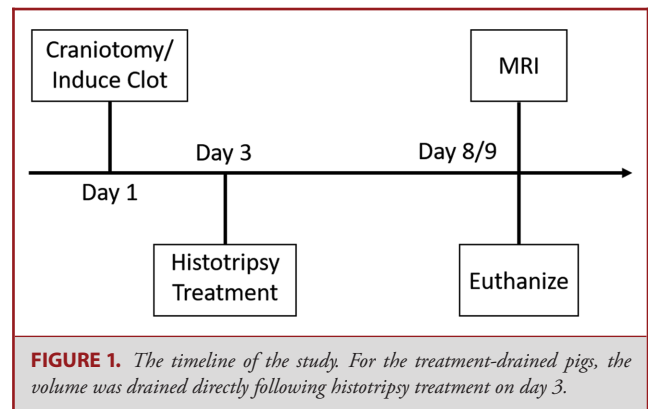 Craniotomy/
Induce Clot
MRI
Day 3
Day 8/9
Day 1
Histotripsy
Treatment
Euthanize
FIGURE 1. The timeline of the study. For the treatment-drained pigs, the
volume was drained directly following histotripsy treatment on day 3.